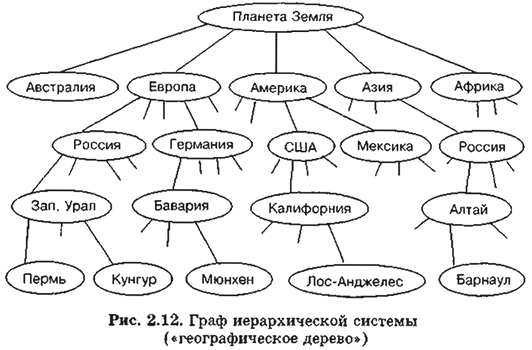 Планета Земля
Австралия
Европа
Америка
Азия
Африка
Россия
Германия
США
Мексика
Россия
Зап. Урал
Бавария
Калифорния
Алтай
Пермь
Кунгур
Мюнхен
Лос-Анджелес
Барнаул
Рис. 2.12. Граф иерархической системы
(«географическое дерево»)